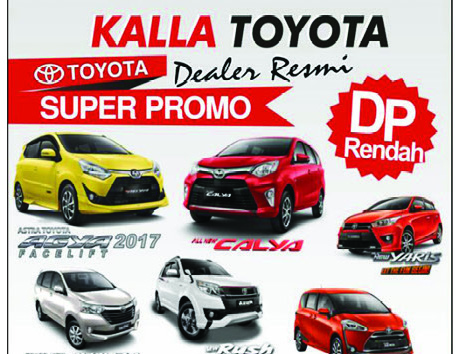 KALLA TOYOTA
TOYOTA
Dealer Resmi
SUPER PROMO
DP
Rendah
ASTRA TOYOTA
AGYA 2017
FACELIFT
ALL NEW CALYA
CALYA
NEW YARIS
Rush